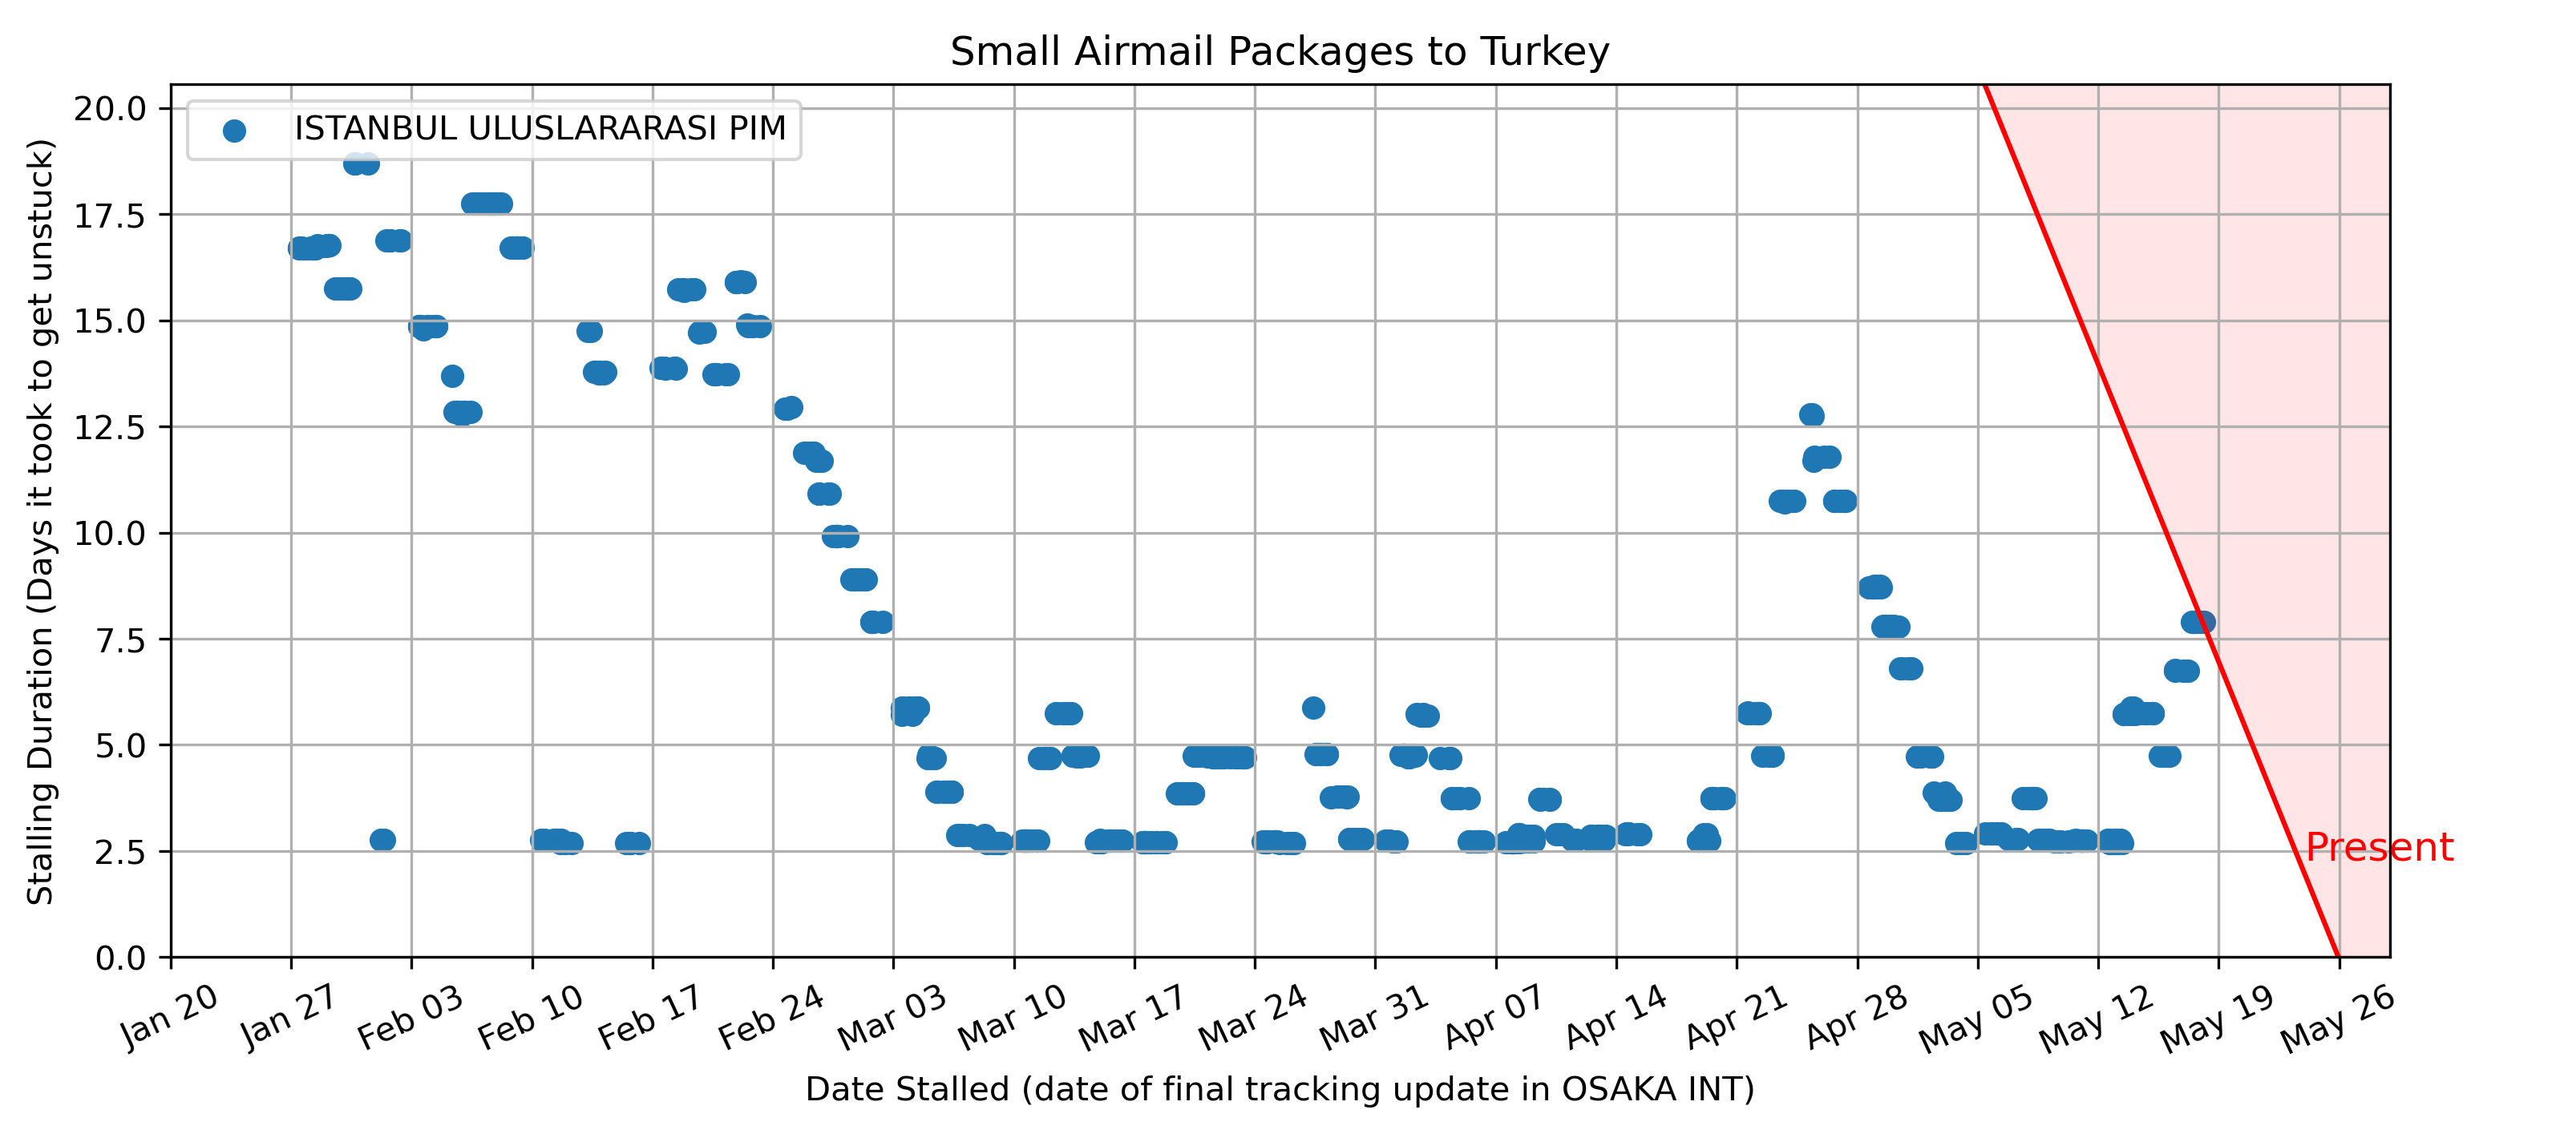 Small Airmail Packages to Turkey
ISTANBUL ULUSLARARASI PIM
Stalling Duration (Days it took to get unstuck)
20.0
17.5
15.0
12.5
10.0
7.5
5.0
2.5
0.0
Present
Jan 20
Jan 27
Feb 03
Feb 10
Feb 17
Feb 24
Mar 03
Mar 10
Mar 17
Mar 24
Mar 31
Apr 07
Apr 14
Apr 21
Apr 28
May 05
May 12
May 19
May 26
Date Stalled (date of final tracking update in OSAKA INT)